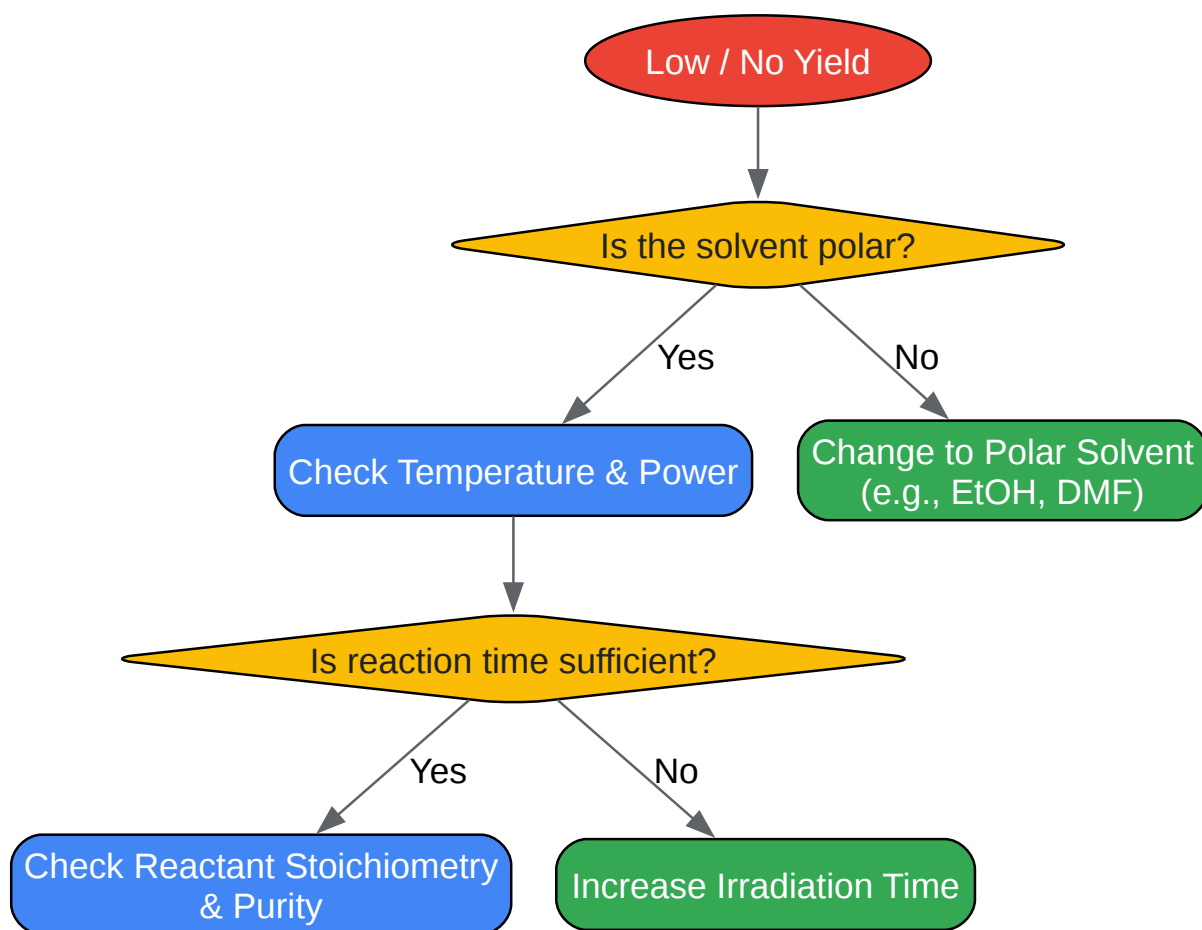 Low / No Yield
Is the solvent polar?
Yes
No
Check Temperature & Power
Change to Polar Solvent
(e.g., EtOH, DMF)
Is reaction time sufficient?
Yes
No
Check Reactant Stoichiometry
& Purity
Increase Irradiation Time